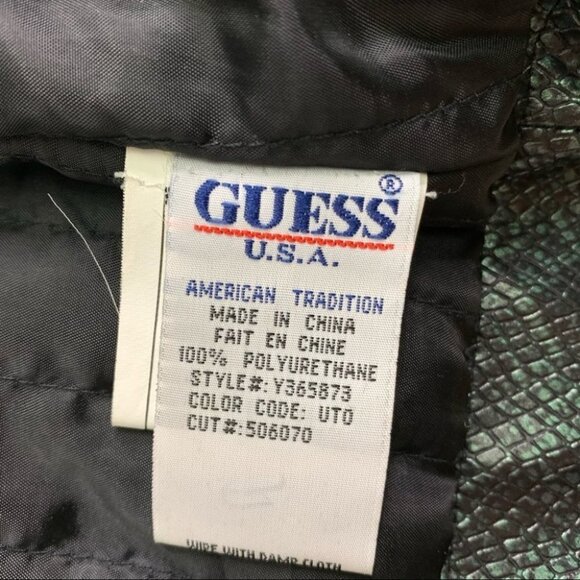 GUESS®
U.S.A.
AMERICAN TRADITION
MADE IN CHINA
FAIT EN CHINE
100% POLYURETHANE
STYLE#:Y365873
COLOR CODE: UTO
CUT#:506070
WIPE WITH DAMP CLOTH